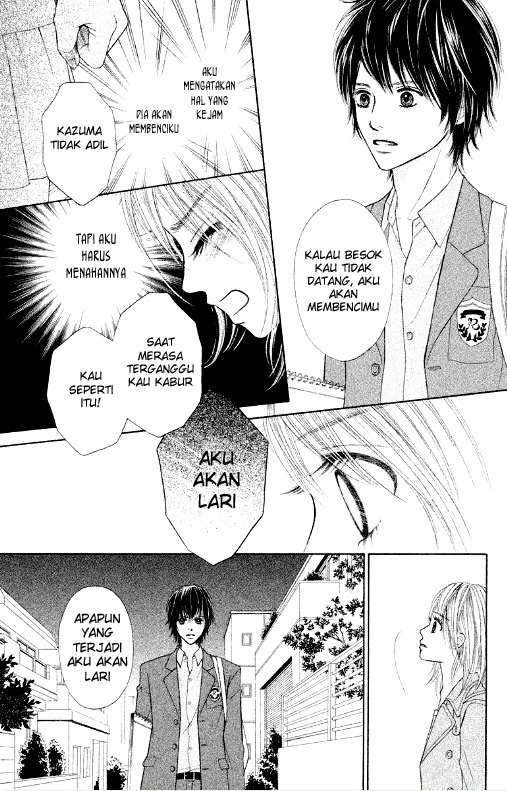 KALAU BESOK
KAU TIDAK
DATANG, AKU
AKAN
MEMBENCIMU
AKU
MENGATAKAN
HAL YANG
KEJAM
DIA AKAN
MEMBENCIKU
KAZUMA
TIDAK ADIL
TAPI AKU
HARUS
MENAHANNYA
SAAT
MERASA
TERGANGGU
KAU KABUR
KAU
SEPERTI
ITU!
AKU
AKAN
LARI
APAPUN
YANG
TERJADI
AKU AKAN
LARI